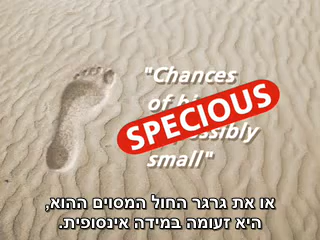 "Chances
of
SPECIOUS
small"
או את גרגר החול המסוים ההוא,
היא זעומה במידה אינסופית.